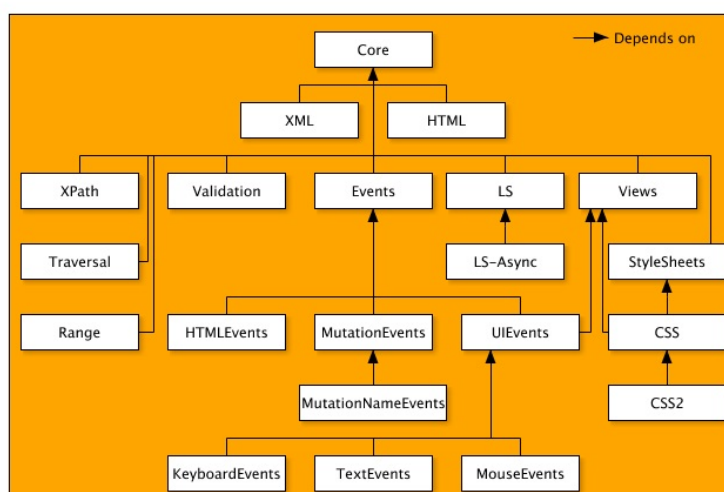 Core
Depends on
XML
HTML
XPath
Validation
Events
LS
Views
Traversal
LS-Async
StyleSheets
Range
HTMLEvents
MutationEvents
UIEvents
CSS
MutationNameEvents
CSS2
KeyboardEvents
TextEvents
MouseEvents